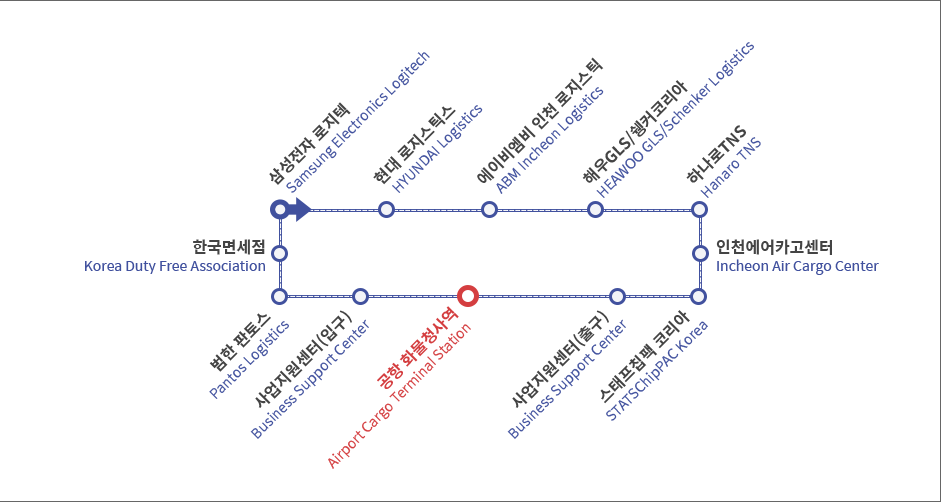 삼성전자 로지텍
Samsung Electronics Logitech
현대 로지스틱스
HYUNDAI Logistics
에이비엠비 인천 로지스틱
ABM Incheon Logistics
해우GLS/쉥커코리아
HEAWOO GLS/Schenker Logistics
하나로TNS
Hanaro TNS
한국면세점
Korea Duty Free Association
인천에어카고센터
Incheon Air Cargo Center
범한 판토스
Pantos Logistics
사업지원센터(입구)
Business Support Center
공항 화물청사역
Airport Cargo Terminal Station
사업지원센터(출구)
Business Support Center
스태프칩팩 코리아
STATSChipPAC Korea